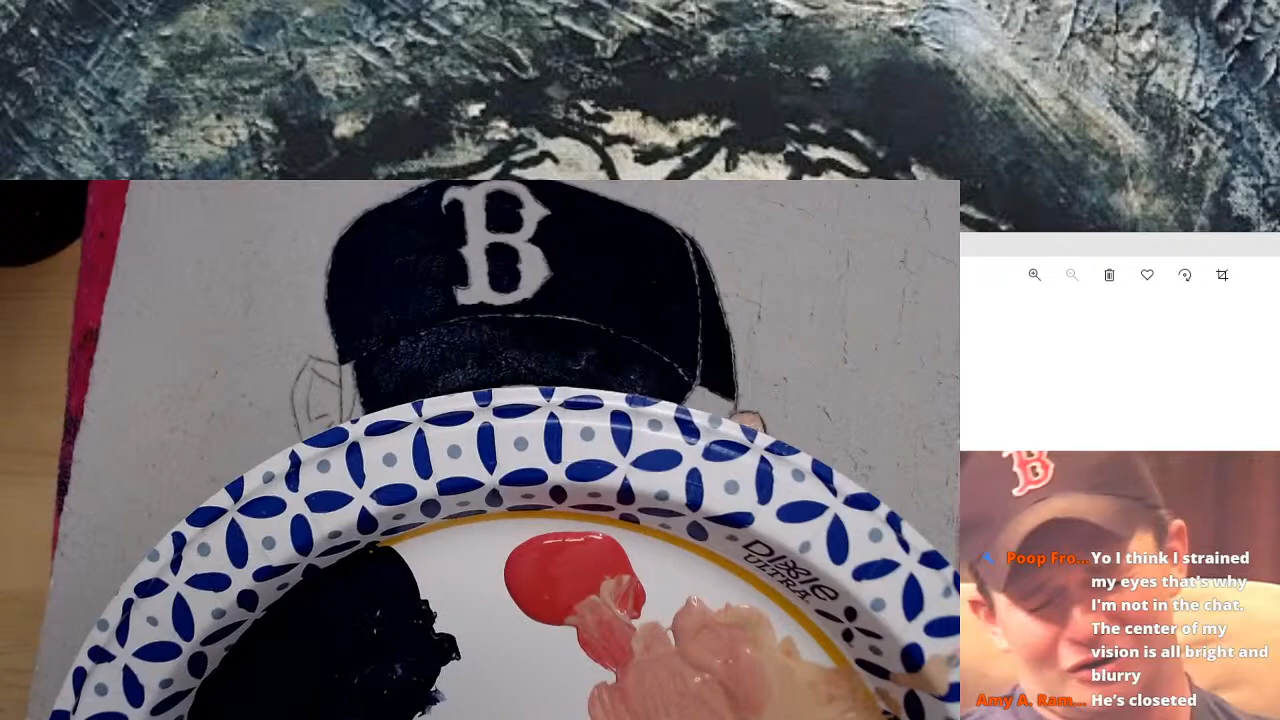 B
DIXIE
ULTRA
B
Poop Fro... Yo I think I strained
my eyes that's why
I'm not in the chat.
The center of my
vision is all bright and
blurry
Amy A. Ram... He's closeted